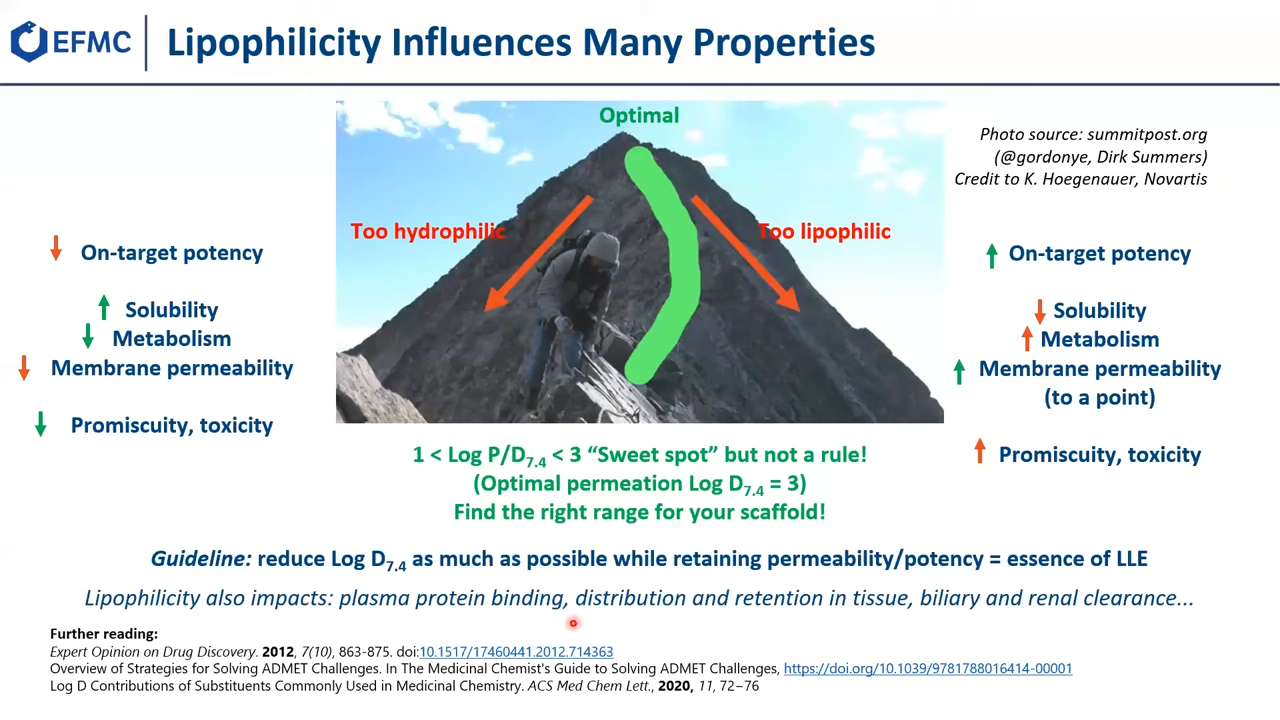 EFMC
Lipophilicity Influences Many Properties
Optimal
Photo source: summitpost.org
(@gordonye, Dirk Summers)
Credit to K. Hoegenauer, Novartis
Too hydrophilic
Too lipophilic
On-target potency
Solubility
Metabolism
Membrane permeability
Promiscuity, toxicity
On-target potency
Solubility
Metabolism
Membrane permeability
(to a point)
Promiscuity, toxicity
1 < Log P/D7.4 < 3 “Sweet spot” but not a rule!
(Optimal permeation Log D7.4 = 3)
Find the right range for your scaffold!
Guideline: reduce Log D7.4 as much as possible while retaining permeability/potency = essence of LLE
Lipophilicity also impacts: plasma protein binding, distribution and retention in tissue, biliary and renal clearance...
Further reading:
Expert Opinion on Drug Discovery. 2012, 7(10), 863-875. doi:10.1517/17460441.2012.714363
Overview of Strategies for Solving ADMET Challenges. In The Medicinal Chemist's Guide to Solving ADMET Challenges, https://doi.org/10.1039/9781788016414-00001
Log D Contributions of Substituents Commonly Used in Medicinal Chemistry. ACS Med Chem Lett., 2020, 11, 72–76